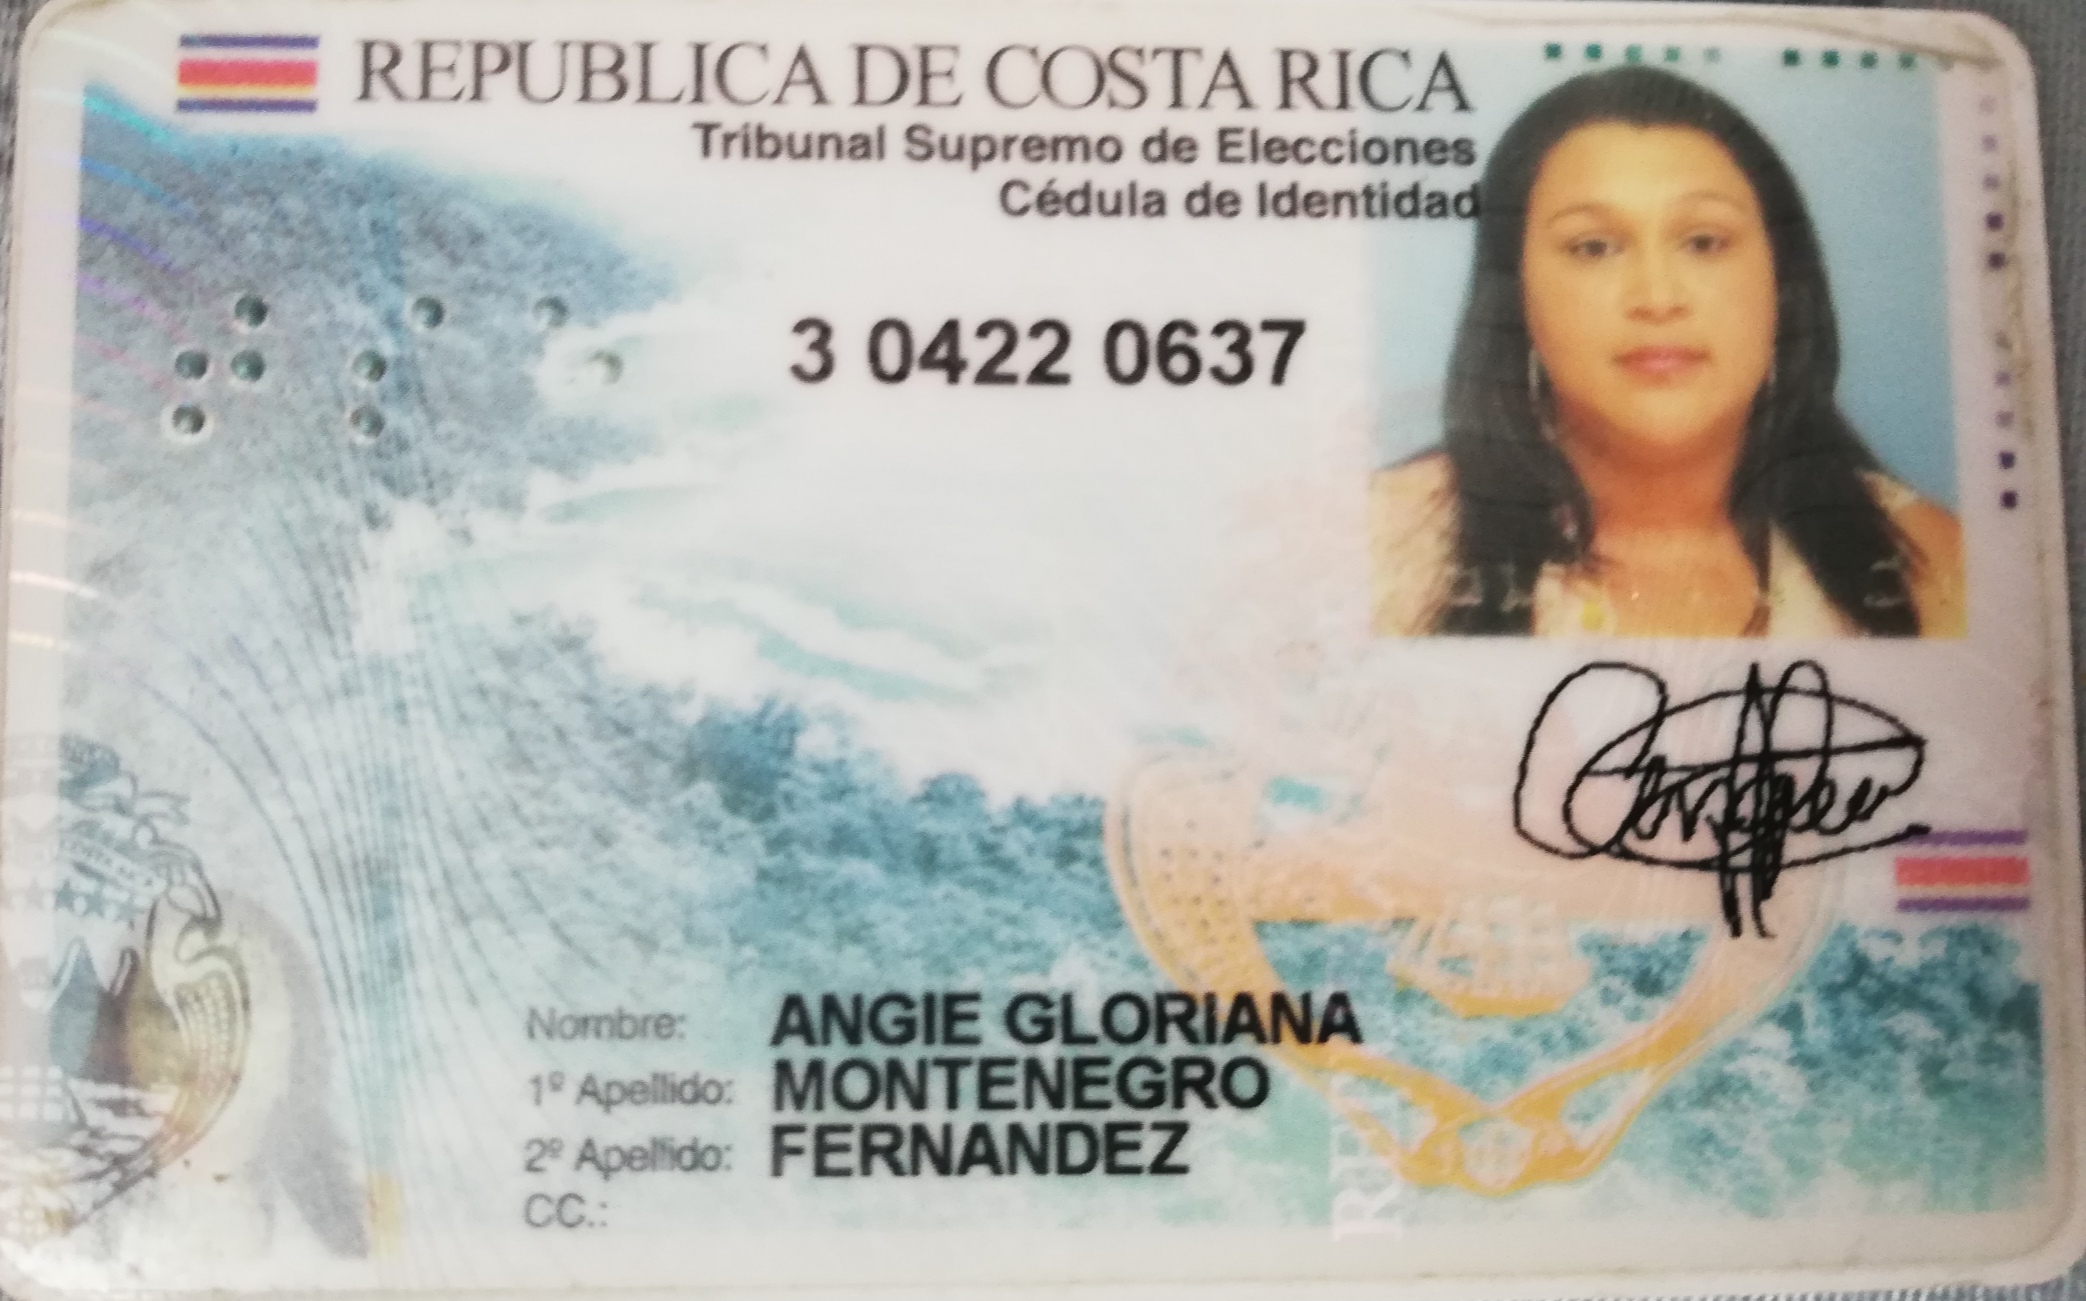 REPUBLICA DE COSTA RICA
Tribunal Supremo de Elecciones
Cédula de Identidad
3 0422 0637
Nombre: ANGIE GLORIANA
1º Apellido: MONTENEGRO
2º Apellido: FERNANDEZ
CC.: